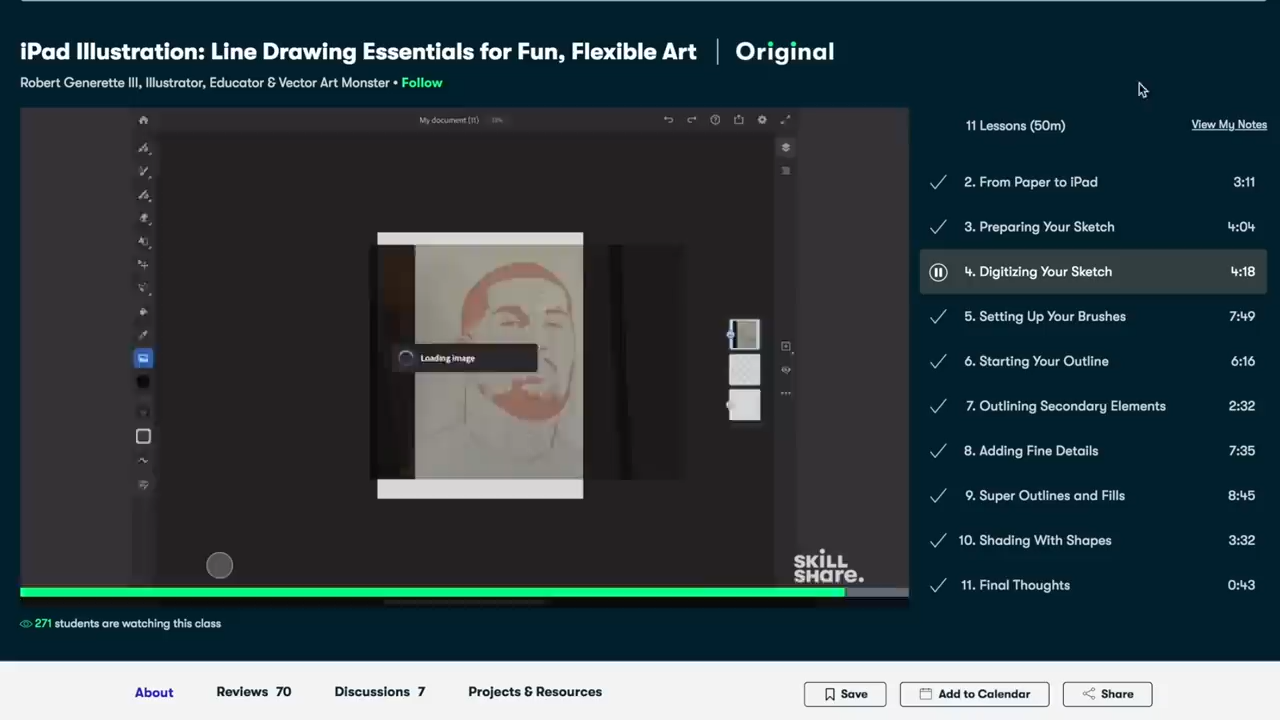 iPad Illustration: Line Drawing Essentials for Fun, Flexible Art | Original
Robert Generette III, Illustrator, Educator & Vector Art Monster • Follow
My document (11)
Loading image
SKILL
SHARE.
271 students are watching this class
11 Lessons (50m) View My Notes
2. From Paper to iPad 3:11
3. Preparing Your Sketch 4:04
4. Digitizing Your Sketch 4:18
5. Setting Up Your Brushes 7:49
6. Starting Your Outline 6:16
7. Outlining Secondary Elements 2:32
8. Adding Fine Details 7:35
9. Super Outlines and Fills 8:45
10. Shading With Shapes 3:32
11. Final Thoughts 0:43
About Reviews 70 Discussions 7 Projects & Resources Save Add to Calendar Share